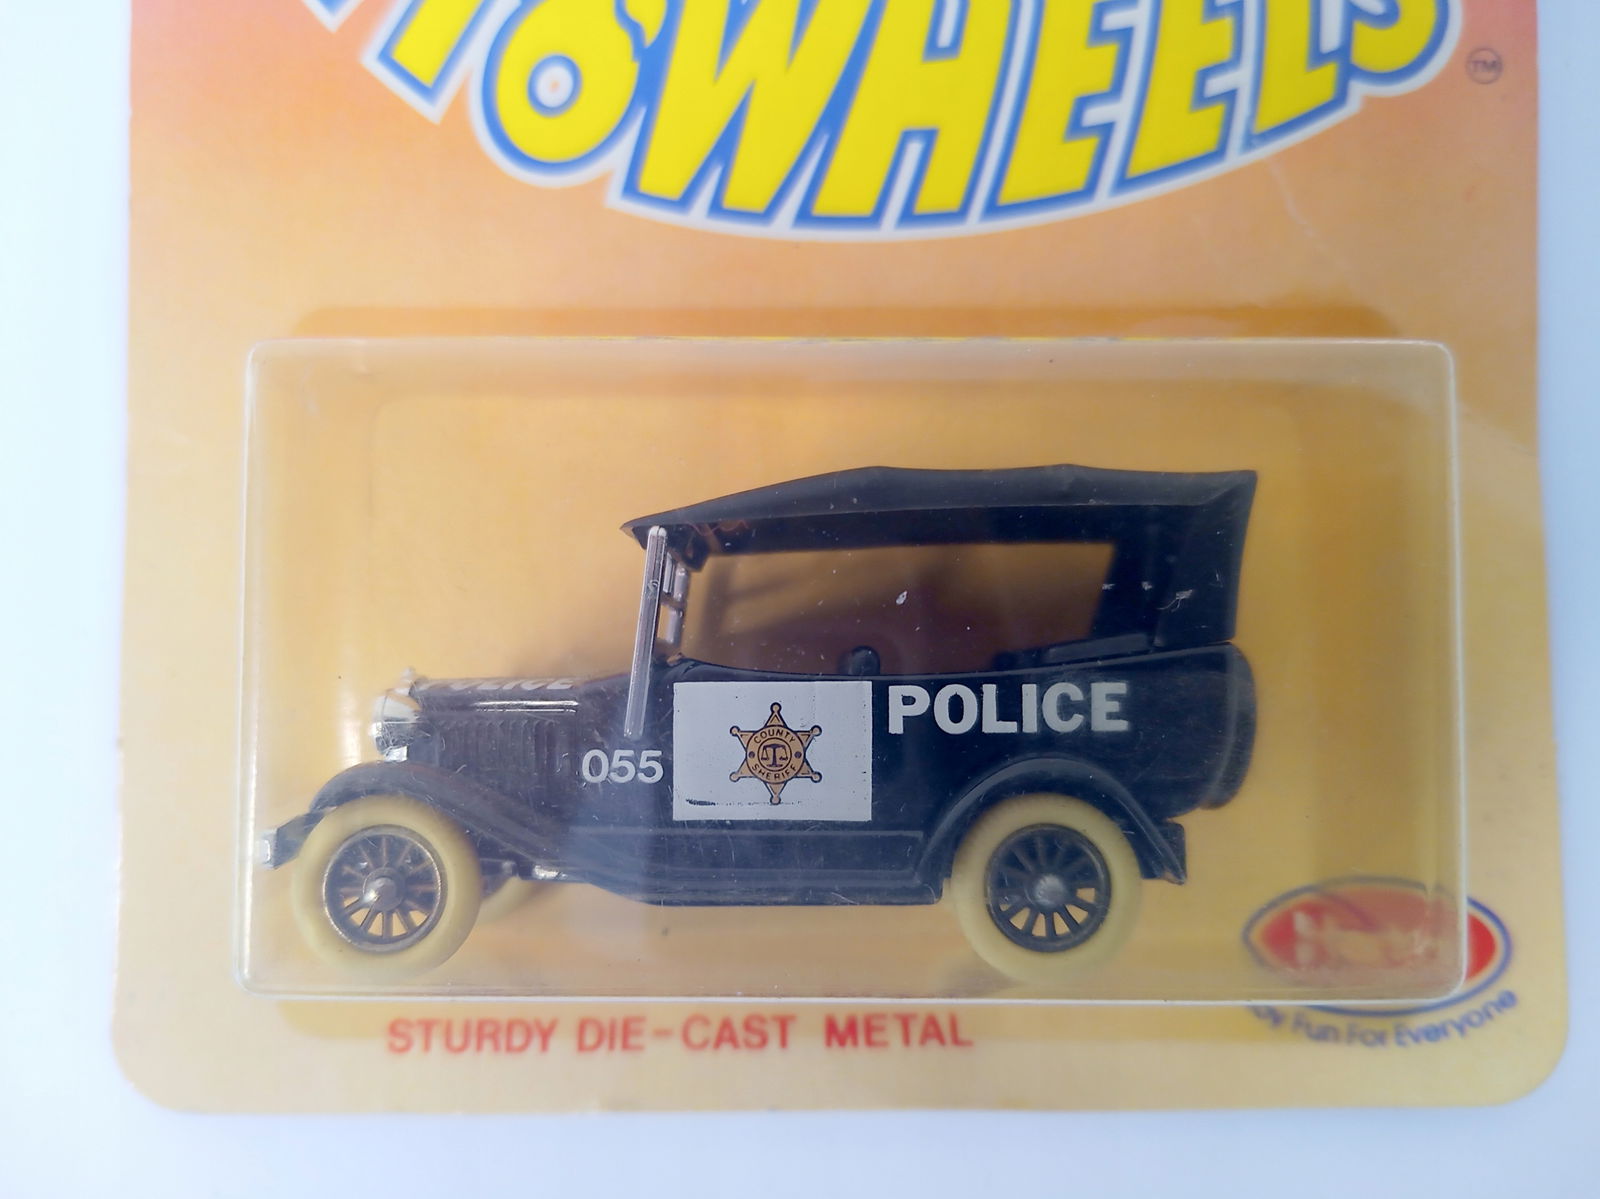 WHEELS
TM
POLICE
055
COUNTY
SHERIFF
POLICE
STURDY DIE-CAST METAL
Fun For Everyone